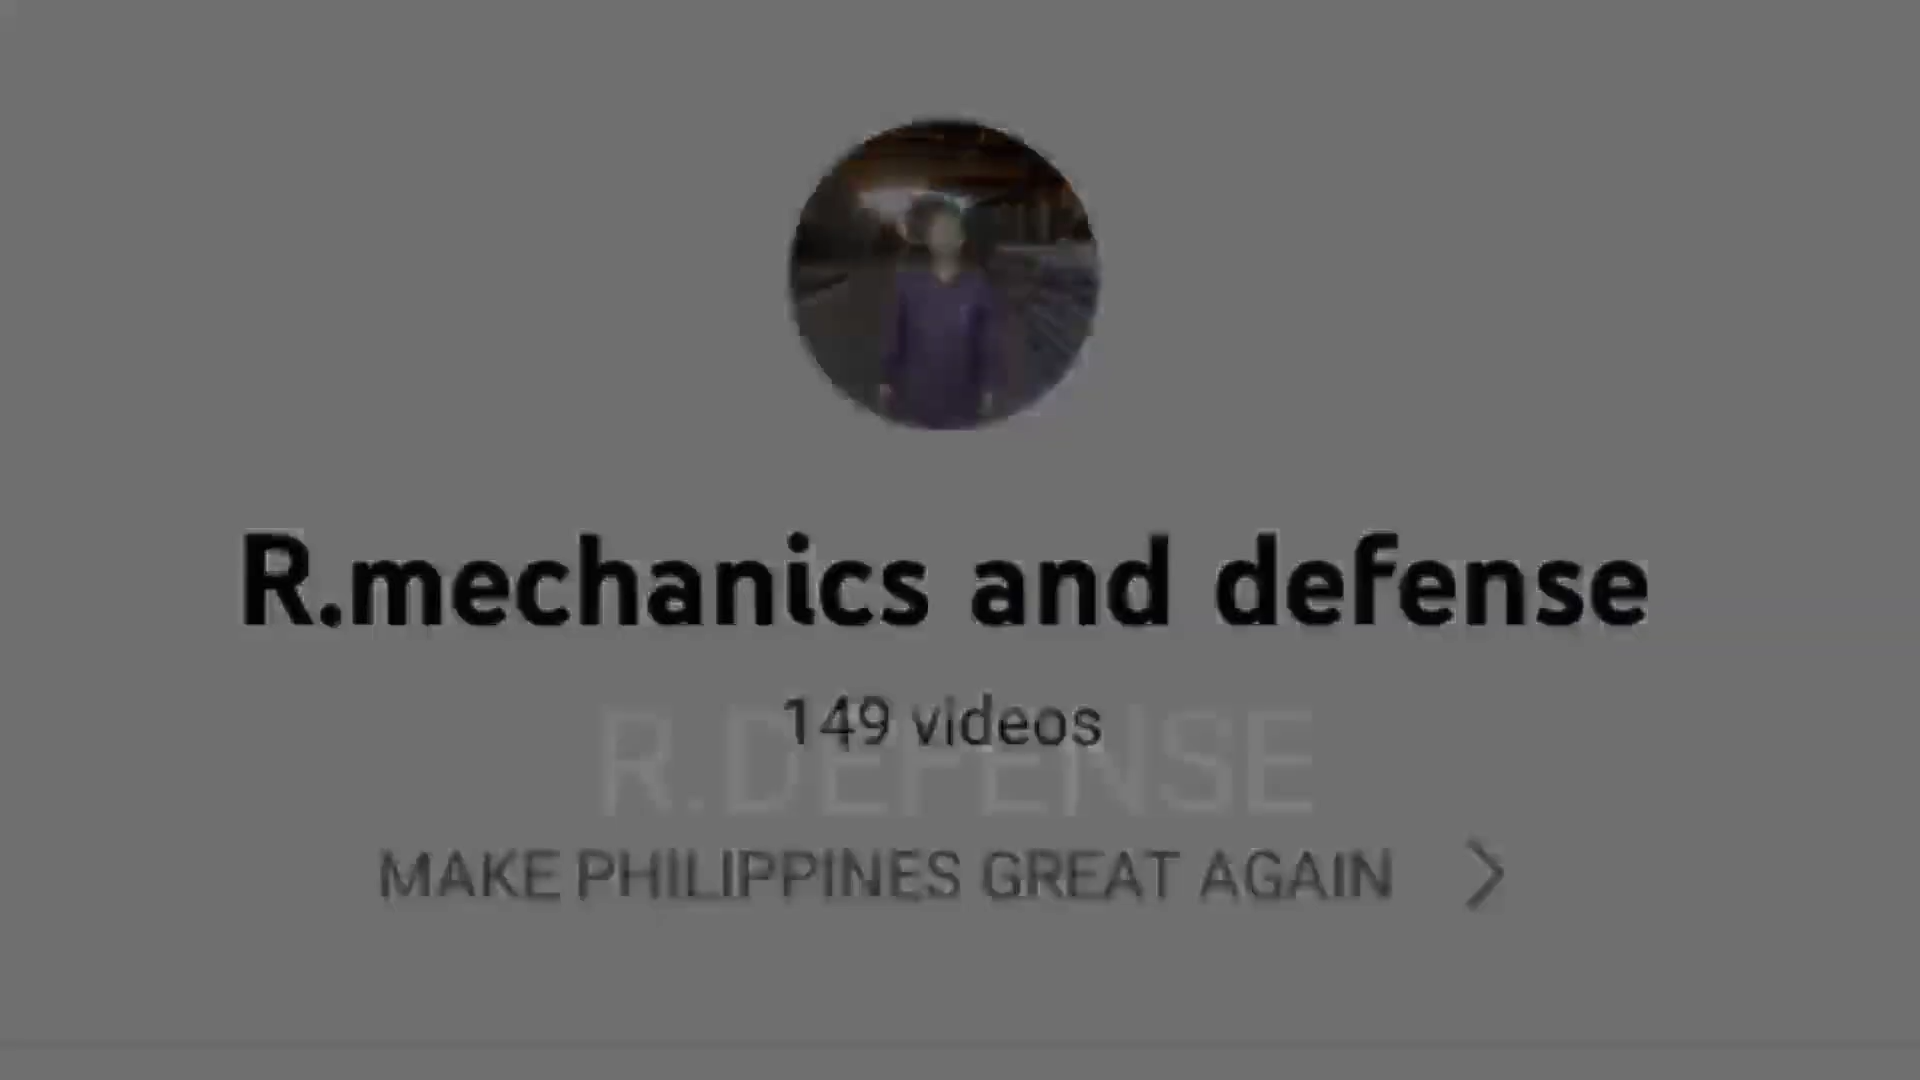 R.mechanics and defense
149 videos
R.DEFENSE
MAKE PHILIPPINES GREAT AGAIN